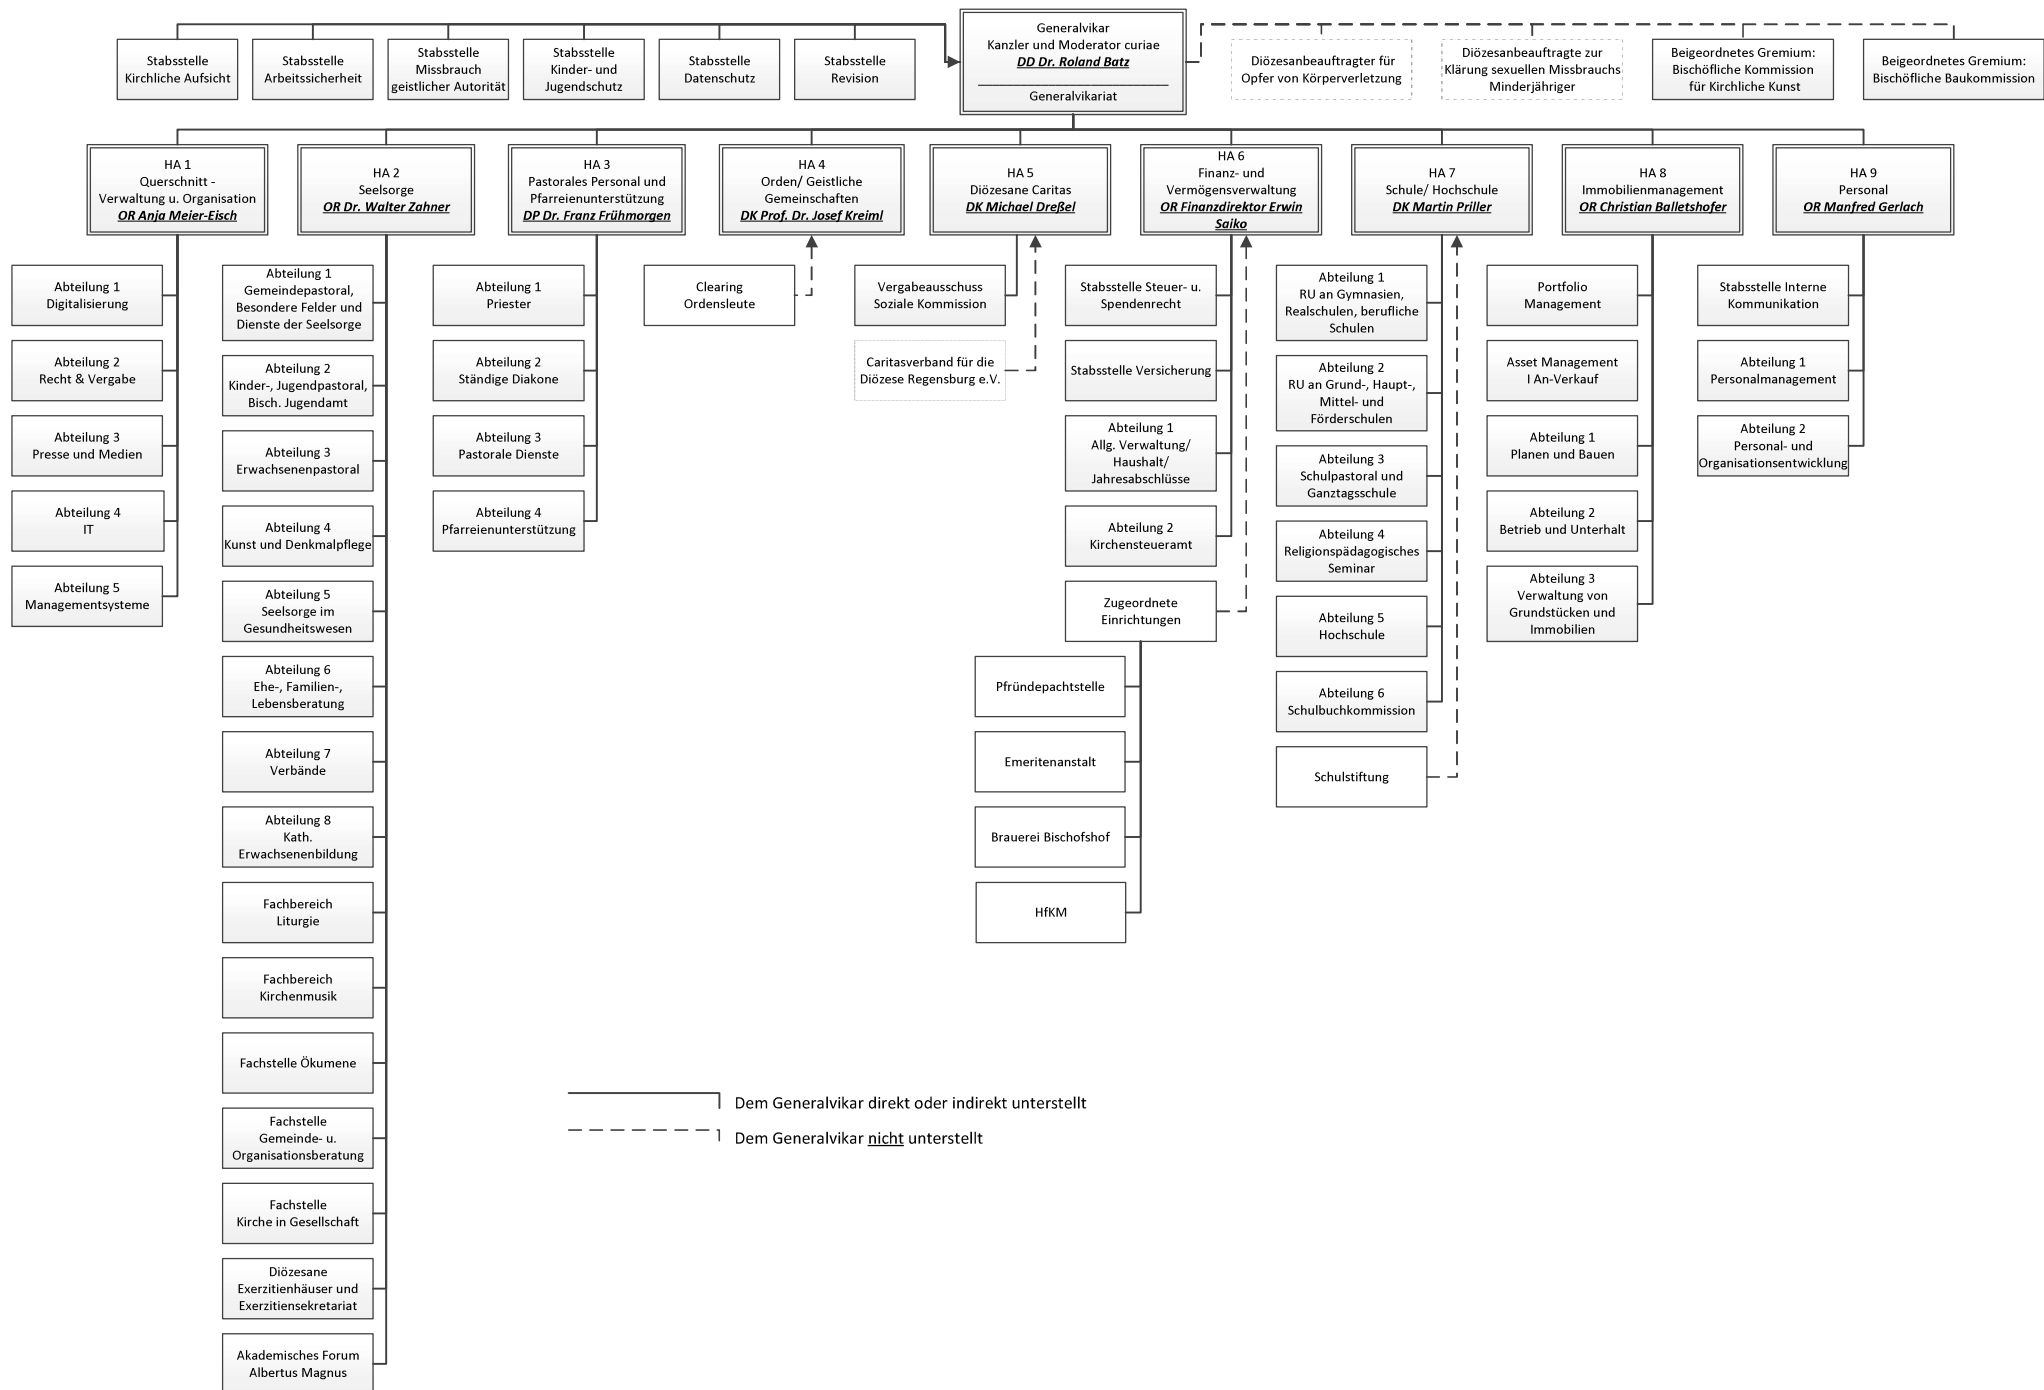 Generalvikar
Kanzler und Moderator curiae
DD Dr. Roland Batz
Generalvikariat
Stabsstelle
Kirchliche Aufsicht
Stabsstelle
Arbeitssicherheit
Stabsstelle
Missbrauch
geistlicher Autorität
Stabsstelle
Kinder- und
Jugendschutz
Stabsstelle
Datenschutz
Stabsstelle
Revision
Diözesanbeauftragter für
Opfer von Körperverletzung
Diözesanbeauftragte zur
Klärung sexuellen Missbrauchs
Minderjähriger
Beigeordnetes Gremium:
Bischöfliche Kommission
für Kirchliche Kunst
Beigeordnetes Gremium:
Bischöfliche Baukommission
HA 1
Querschnitt -
Verwaltung u. Organisation
OR Anja Meier-Eisch
Abteilung 1
Digitalisierung
Abteilung 2
Recht & Vergabe
Abteilung 3
Presse und Medien
Abteilung 4
IT
Abteilung 5
Managementsysteme
HA 2
Seelsorge
OR Dr. Walter Zahner
Abteilung 1
Gemeindepastoral,
Besondere Felder und
Dienste der Seelsorge
Abteilung 2
Kinder-, Jugendpastoral,
Bisch. Jugendamt
Abteilung 3
Erwachsenenpastoral
Abteilung 4
Kunst und Denkmalpflege
Abteilung 5
Seelsorge im
Gesundheitswesen
Abteilung 6
Ehe-, Familien-,
Lebensberatung
Abteilung 7
Verbände
Abteilung 8
Kath.
Erwachsenenbildung
Fachbereich
Liturgie
Fachbereich
Kirchenmusik
Fachstelle Ökumene
Fachstelle
Gemeinde- u.
Organisationsberatung
Fachstelle
Kirche in Gesellschaft
Diözesane
Exerzitienhäuser und
Exerzitiensekretariat
Akademisches Forum
Albertus Magnus
HA 3
Pastorales Personal und
Pfarreienunterstützung
DP Dr. Franz Frühmorgen
Abteilung 1
Priester
Abteilung 2
Ständige Diakone
Abteilung 3
Pastorale Dienste
Abteilung 4
Pfarreienunterstützung
HA 4
Orden/ Geistliche
Gemeinschaften
DK Prof. Dr. Josef Kreiml
Clearing
Ordensleute
HA 5
Diözesane Caritas
DK Michael Dreßel
Vergabeausschuss
Soziale Kommission
Caritasverband für die
Diözese Regensburg e.V.
HA 6
Finanz- und
Vermögensverwaltung
OR Finanzdirektor Erwin
Saiko
Stabsstelle Steuer- u.
Spendenrecht
Stabsstelle Versicherung
Abteilung 1
Allg. Verwaltung/
Haushalt/
Jahresabschlüsse
Abteilung 2
Kirchensteueramt
Zugeordnete
Einrichtungen
Pfründepachtstelle
Emeritenanstalt
Brauerei Bischofshof
HfKM
HA 7
Schule/ Hochschule
DK Martin Priller
Abteilung 1
RU an Gymnasien,
Realschulen, berufliche
Schulen
Abteilung 2
RU an Grund-, Haupt-,
Mittel- und
Förderschulen
Abteilung 3
Schulpastoral und
Ganztagsschule
Abteilung 4
Religionspädagogisches
Seminar
Abteilung 5
Hochschule
Abteilung 6
Schulbuchkommission
Schulstiftung
HA 8
Immobilienmanagement
OR Christian Balletshofer
Portfolio
Management
Asset Management
I An-Verkauf
Abteilung 1
Planen und Bauen
Abteilung 2
Betrieb und Unterhalt
Abteilung 3
Verwaltung von
Grundstücken und
Immobilien
HA 9
Personal
OR Manfred Gerlach
Stabsstelle Interne
Kommunikation
Abteilung 1
Personalmanagement
Abteilung 2
Personal- und
Organisationsentwicklung
Dem Generalvikar direkt oder indirekt unterstellt
Dem Generalvikar nicht unterstellt